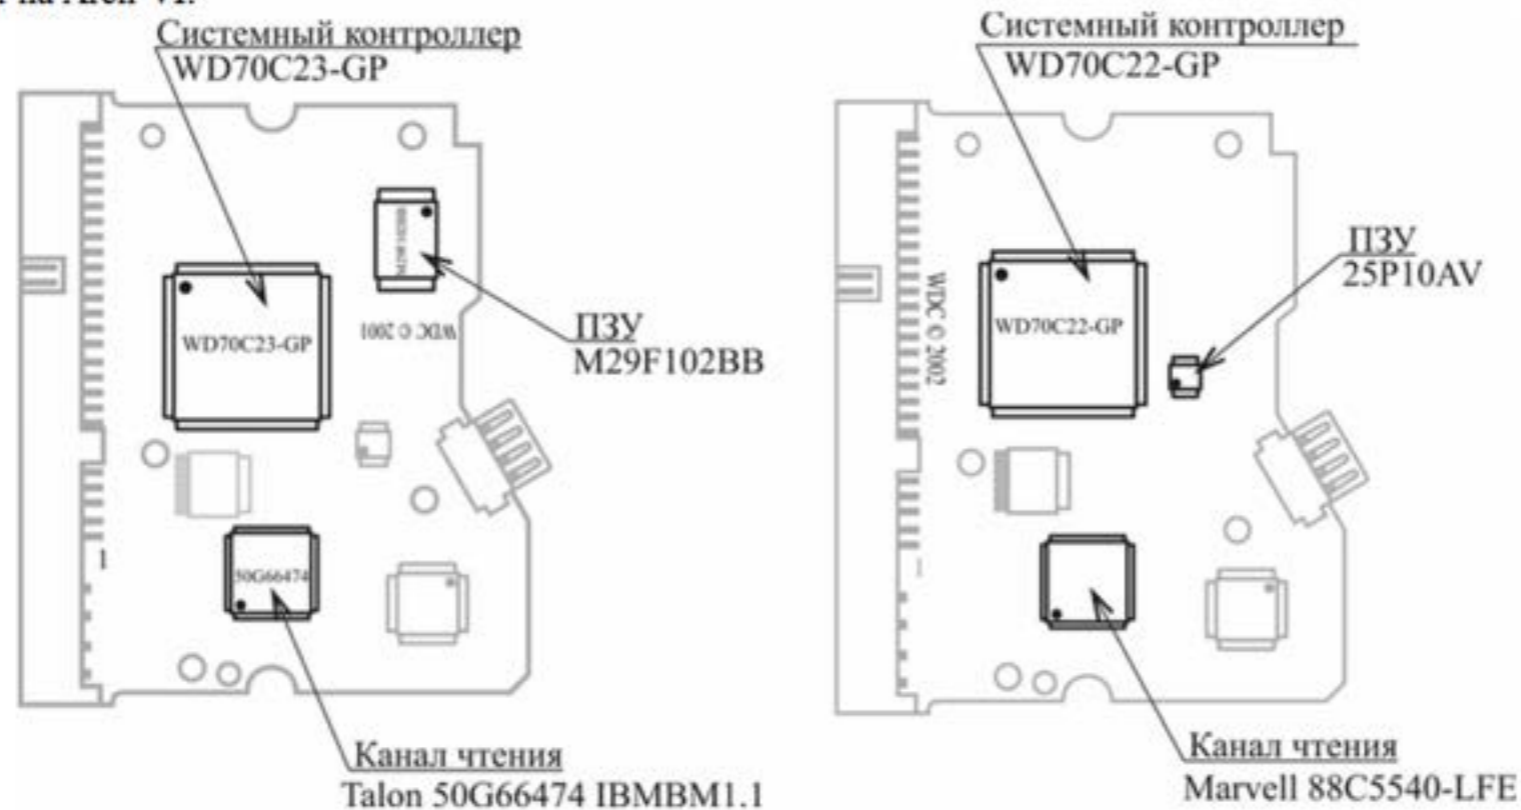 Системный контроллер
WD70C23-GP
WD70C23-GP
WDC © 2001
ПЗУ
M29F102BB
50G66474
Канал чтения
Talon 50G66474 IBMBM1.1
Системный контроллер
WD70C22-GP
WD70C22-GP
WDC © 2002
ПЗУ
25P10AV
Канал чтения
Marvell 88C5540-LFE